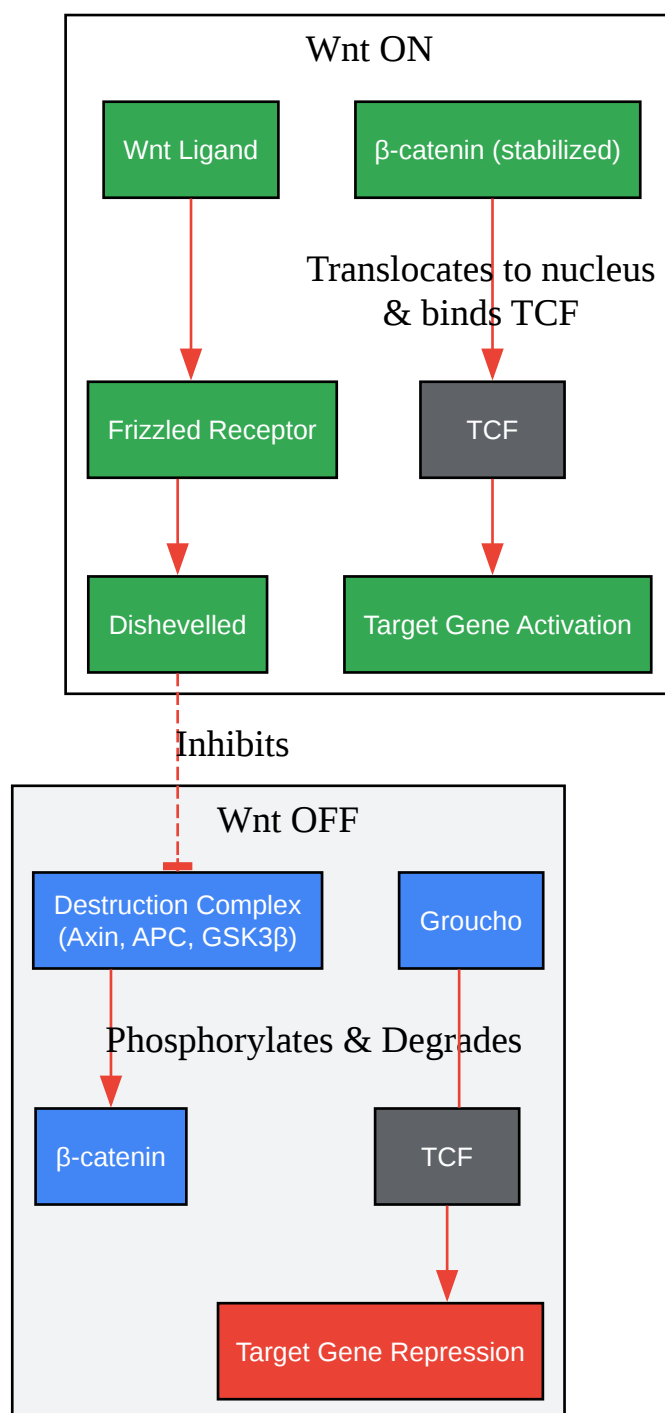 Wnt ON
Wnt Ligand
β-catenin (stabilized)
Translocates to nucleus
& binds TCF
Frizzled Receptor
TCF
Dishevelled
Target Gene Activation
Inhibits
Wnt OFF
Destruction Complex
(Axin, APC, GSK3β)
Groucho
Phosphorylates & Degrades
β-catenin
TCF
Target Gene Repression